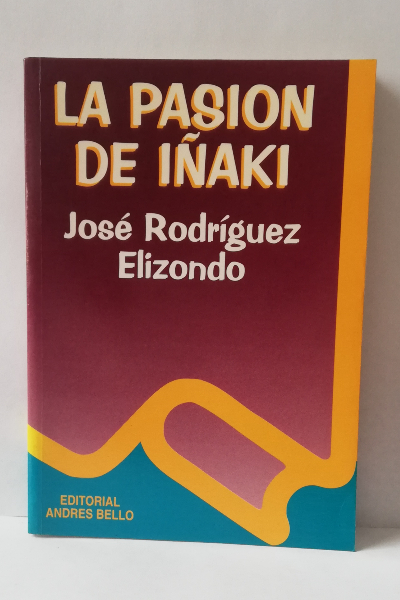 LA PASION
DE IÑAKI
José Rodríguez
Elizondo
EDITORIAL
ANDRES BELLO